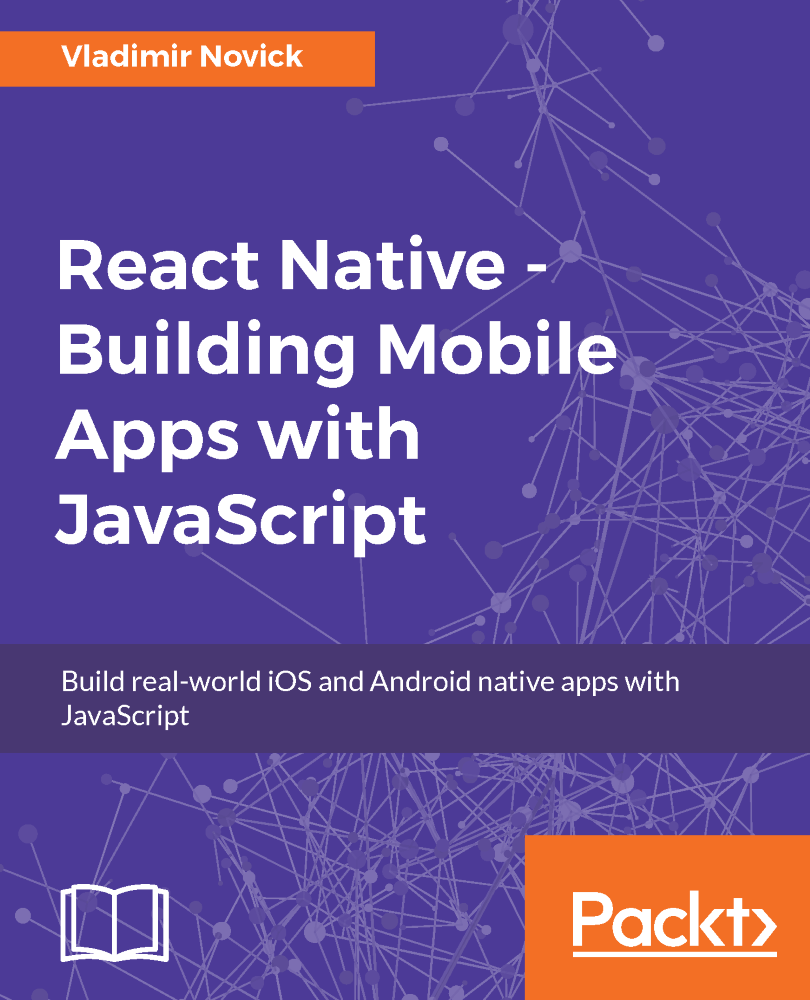 Vladimir Novick
React Native -
Building Mobile
Apps with
JavaScript
Build real-world iOS and Android native apps with
JavaScript
Packt